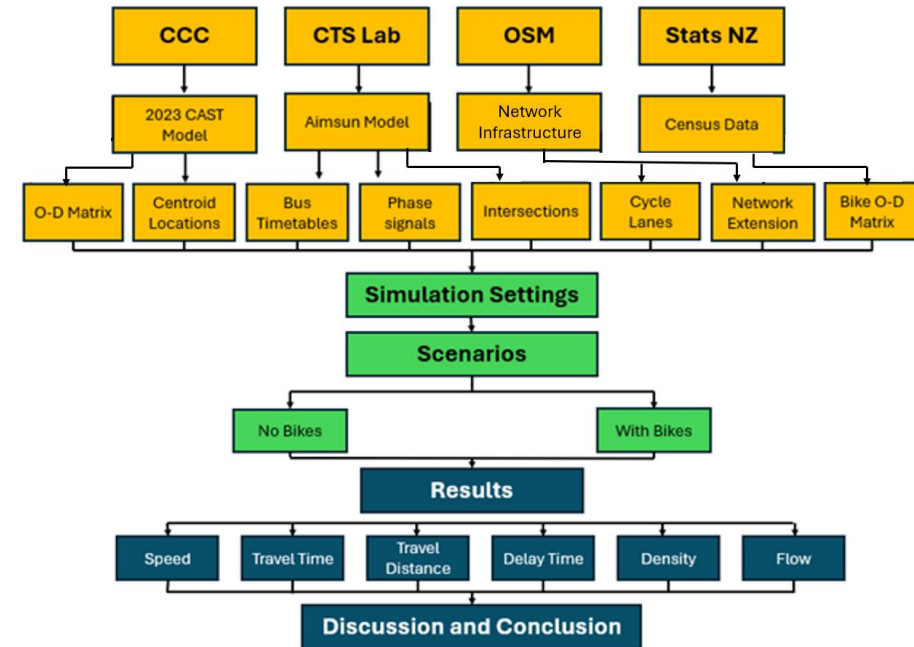 CCC
CTS Lab
OSM
Stats NZ
2023 CAST
Model
Aimsun Model
Network
Infrastructure
Census Data
O-D Matrix
Centroid
Locations
Bus
Timetables
Phase
signals
Intersections
Cycle
Lanes
Network
Extension
Bike O-D
Matrix
Simulation Settings
Scenarios
No Bikes
With Bikes
Results
Speed
Travel Time
Travel
Distance
Delay Time
Density
Flow
Discussion and Conclusion